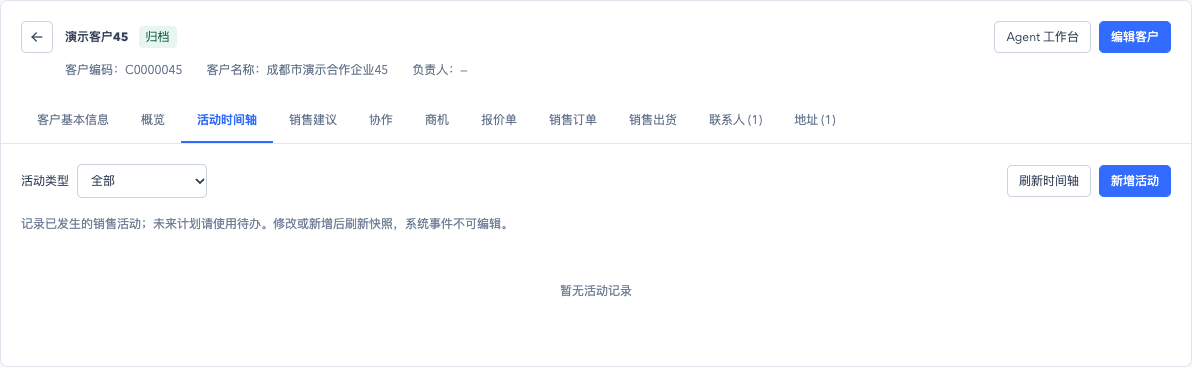 演示客户45 归档 Agent 工作台 编辑客户
客户编码：C0000045 客户名称：成都市演示合作企业45 负责人：–
客户基本信息 概览 活动时间轴 销售建议 协作 商机 报价单 销售订单 销售出货 联系人 (1) 地址 (1)
活动类型 全部 刷新时间轴 新增活动
记录已发生的销售活动；未来计划请使用待办。修改或新增后刷新快照，系统事件不可编辑。
暂无活动记录